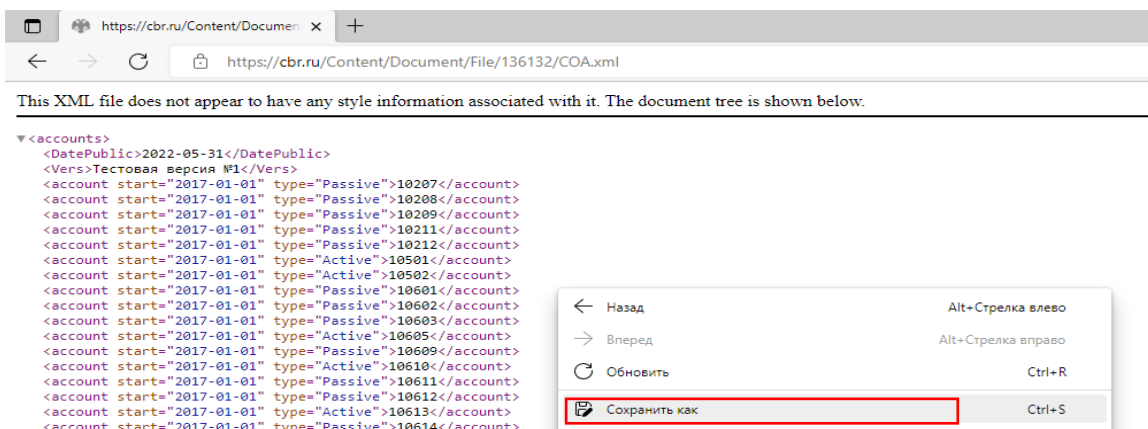 https://cbr.ru/Content/Documen
https://cbr.ru/Content/Document/File/136132/COA.xml
This XML file does not appear to have any style information associated with it. The document tree is shown below.
▼<accounts>
<DatePublic>2022-05-31</DatePublic>
<Vers>Тестовая версия №1</Vers>
<account start="2017-01-01" type="Passive">10207</account>
<account start="2017-01-01" type="Passive">10208</account>
<account start="2017-01-01" type="Passive">10209</account>
<account start="2017-01-01" type="Passive">10211</account>
<account start="2017-01-01" type="Passive">10212</account>
<account start="2017-01-01" type="Active">10501</account>
<account start="2017-01-01" type="Active">10502</account>
<account start="2017-01-01" type="Passive">10601</account>
<account start="2017-01-01" type="Passive">10602</account>
<account start="2017-01-01" type="Passive">10603</account>
<account start="2017-01-01" type="Active">10605</account>
<account start="2017-01-01" type="Passive">10609</account>
<account start="2017-01-01" type="Active">10610</account>
<account start="2017-01-01" type="Passive">10611</account>
<account start="2017-01-01" type="Passive">10612</account>
<account start="2017-01-01" type="Active">10613</account>
<account start="2017-01-01" type="Passive">10614</account>
Назад Alt+Стрелка влево
Вперед Alt+Стрелка вправо
Обновить Ctrl+R
Сохранить как Ctrl+S